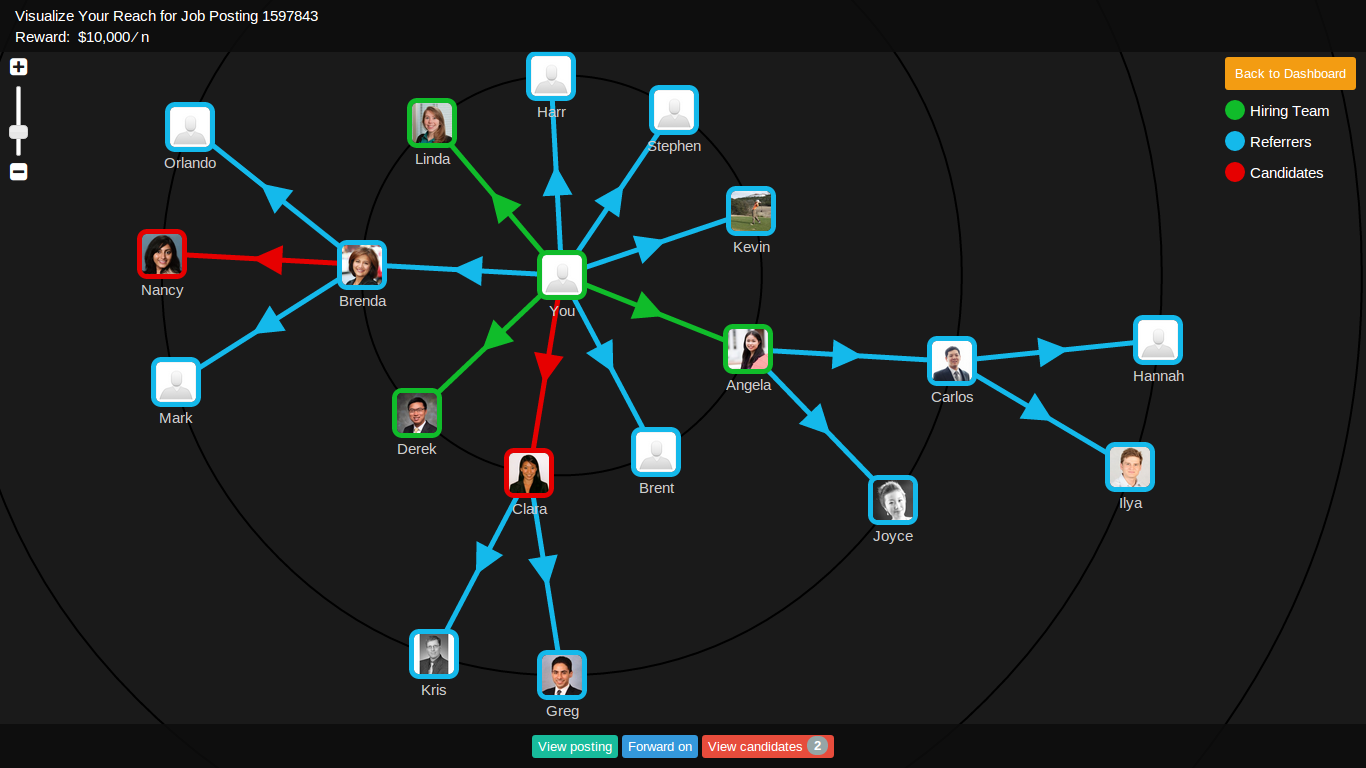 Visualize Your Reach for Job Posting 1597843
Reward: $10,000/ n
Back to Dashboard
Hiring Team
Referrers
Candidates
Harr
Linda
Stephen
Orlando
Kevin
Nancy
Brenda
You
Hannah
Angela
Carlos
Mark
Derek
Brent
Clara
Ilya
Joyce
Kris
Greg
View posting
Forward on
View candidates 2